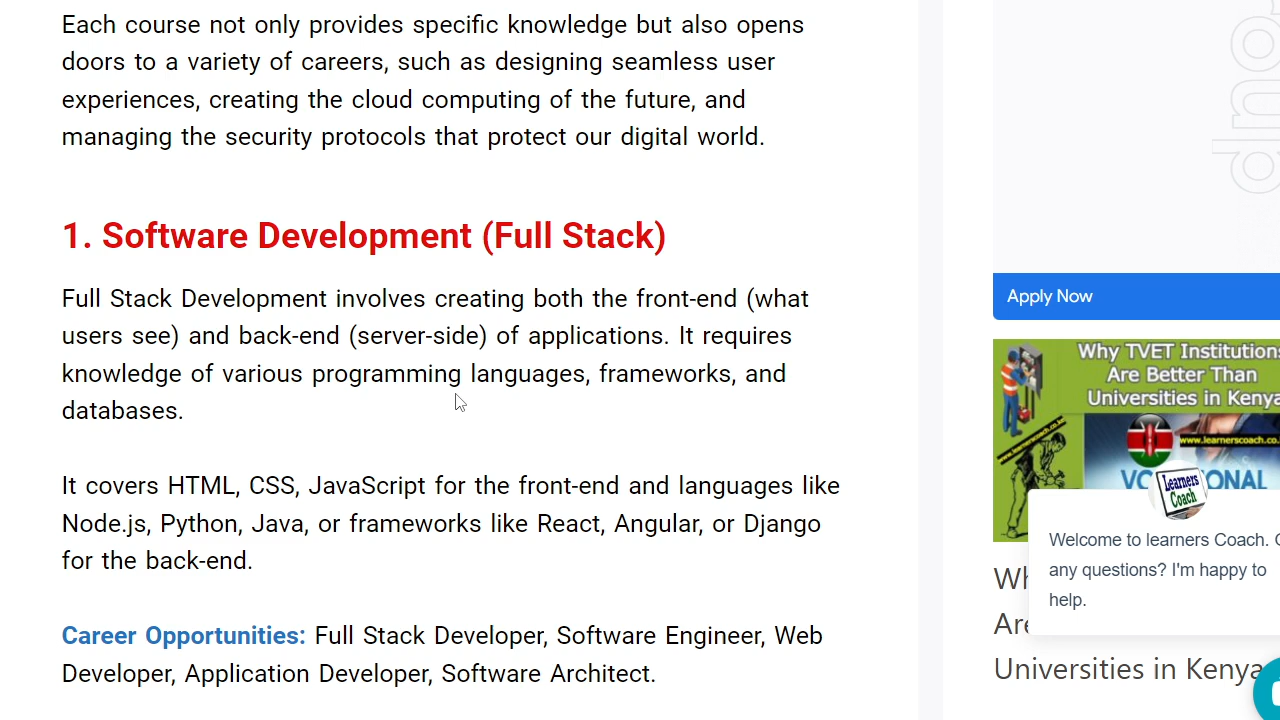 Each course not only provides specific knowledge but also opens
doors to a variety of careers, such as designing seamless user
experiences, creating the cloud computing of the future, and
managing the security protocols that protect our digital world.
1. Software Development (Full Stack)
Full Stack Development involves creating both the front-end (what
users see) and back-end (server-side) of applications. It requires
knowledge of various programming languages, frameworks, and
databases.
It covers HTML, CSS, JavaScript for the front-end and languages like
Node.js, Python, Java, or frameworks like React, Angular, or Django
for the back-end.
Career Opportunities: Full Stack Developer, Software Engineer, Web
Developer, Application Developer, Software Architect.
Apply Now
Why TVET Institutions
Are Better Than
Universities in Kenya
www.learnerscoach.co.
Learners
Coach
Welcome to learners Coach.
any questions? I'm happy to
help.
Are
Universities in Kenya